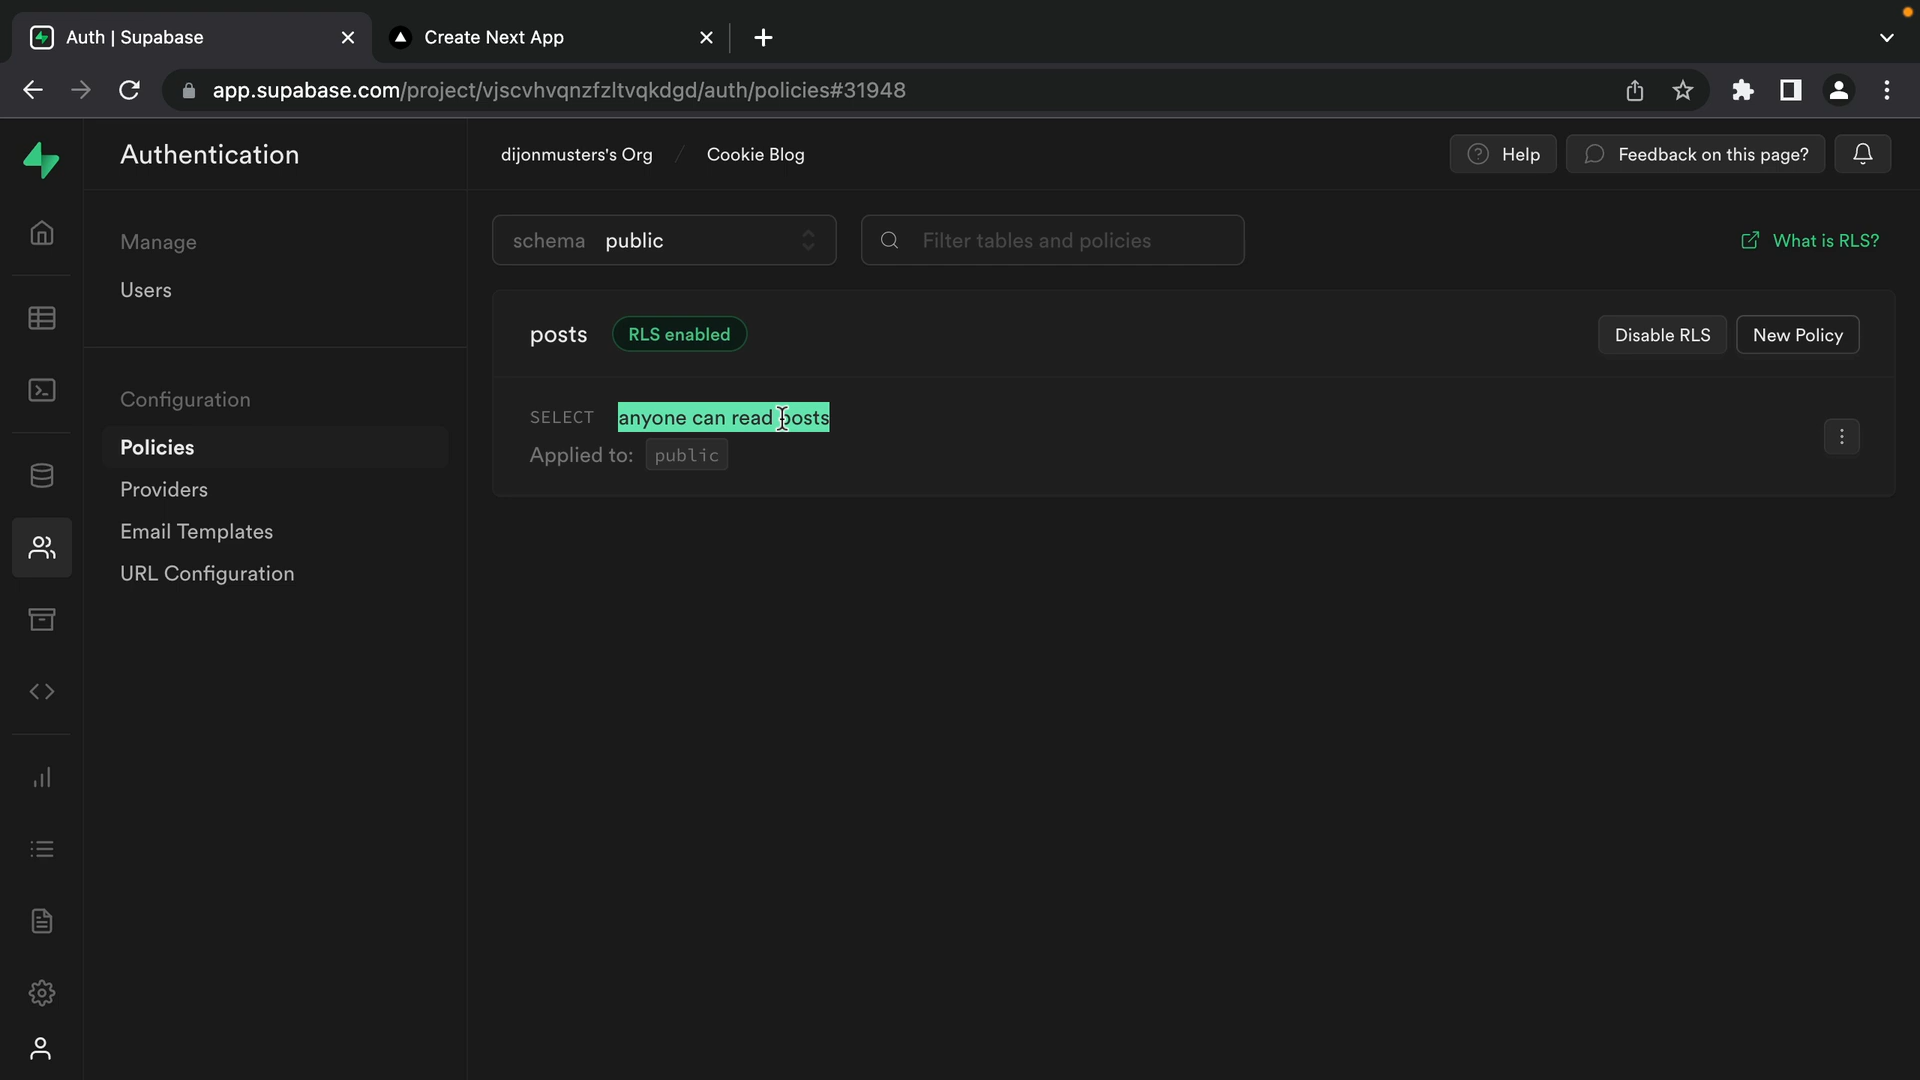 Auth | Supabase
Create Next App
app.supabase.com/project/vjscvhvqnzfzltvqkdgd/auth/policies#31948
Authentication
dijonmusters's Org / Cookie Blog
Help
Feedback on this page?
Manage
Users
Configuration
Policies
Providers
Email Templates
URL Configuration
schema public
Filter tables and policies
What is RLS?
posts RLS enabled
Disable RLS
New Policy
SELECT anyone can read posts
Applied to: public